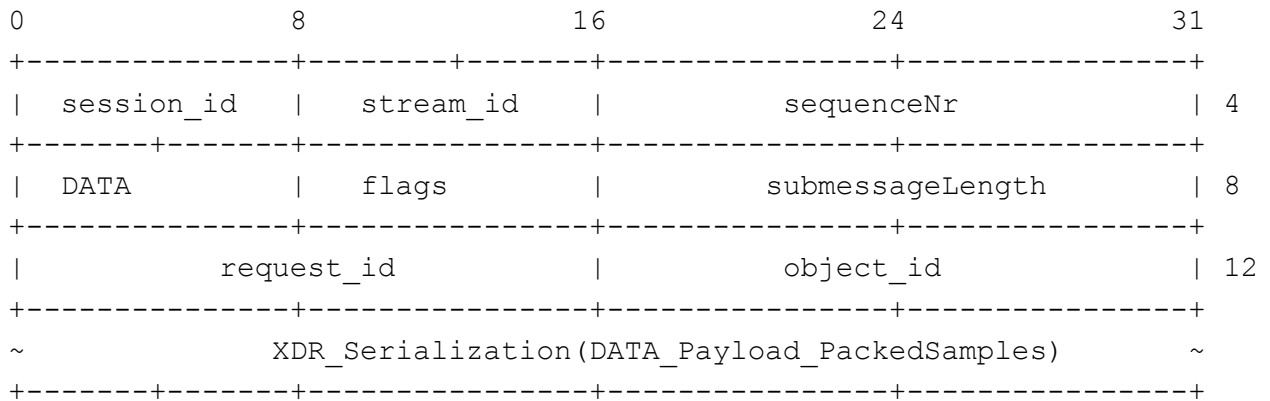 0               8                   16                  24                  31
+---------------+--------+-------+---------------+----------------+
|  session_id   |   stream_id    |          sequenceNr            | 4
+-------+-------+----------------+---------------+----------------+
|  DATA         |   flags        |         submessageLength       | 8
+---------------+----------------+---------------+----------------+
|          request_id            |          object_id             | 12
+---------------+----------------+---------------+----------------+
~             XDR_Serialization(DATA_Payload_PackedSamples)       ~
+-------+-------+----------------+---------------+----------------+